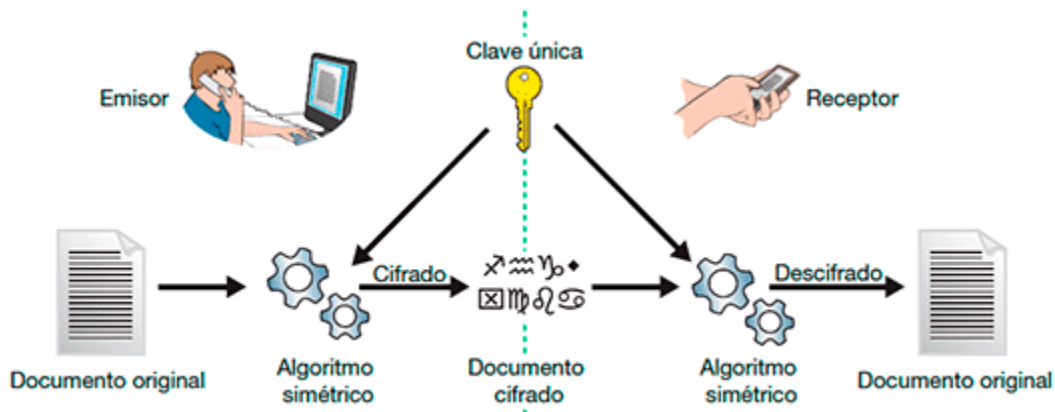 Clave única
Emisor
Receptor
Cifrado
Descifrado
Documento original
Algoritmo
simétrico
Documento
cifrado
Algoritmo
simétrico
Documento original